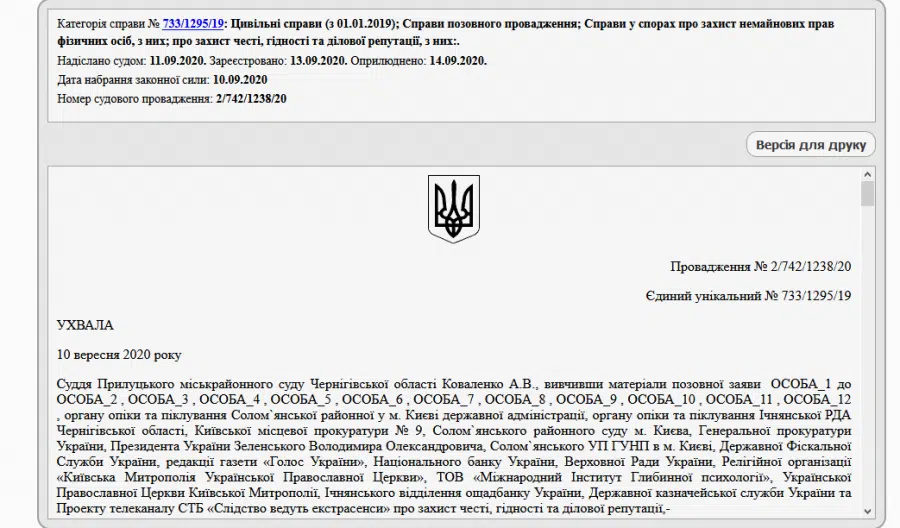 Категорія справи № 733/1295/19: Цивільні справи (з 01.01.2019); Справи позовного провадження; Справи у спорах про захист немайнових прав
фізичних осіб, з них; про захист честі, гідності та ділової репутації, з них:.
Надіслано судом: 11.09.2020. Зареєстровано: 13.09.2020. Оприлюднено: 14.09.2020.
Дата набрання законної сили: 10.09.2020
Номер судового провадження: 2/742/1238/20
Версія для друку
Провадження № 2/742/1238/20
Єдиний унікальний № 733/1295/19
УХВАЛА
10 вересня 2020 року
Суддя Прилуцького міськрайонного суду Чернігівської області Коваленко А.В., вивчивши матеріали позовної заяви ОСОБА_1 до
ОСОБА_2 , ОСОБА_3 , ОСОБА_4 , ОСОБА_5 , ОСОБА_6 , ОСОБА_7 , ОСОБА_8 , ОСОБА_9 , ОСОБА_10 , ОСОБА_11 , ОСОБА_12
, органу опіки та піклування Солом`янської районної у м. Києві державної адміністрації, органу опіки та піклування Ічнянської РДА
Чернігівської області, Київської місцевої прокуратури № 9, Солом`янського районного суду м. Києва, Генеральної прокуратури
України, Президента України Зеленського Володимира Олександровича, Солом`янського УП ГУНП в м. Києві, Державної Фіскальної
Служби України, редакції газети «Голос України», Національного банку України, Верховної Ради України, Релігійної організації
«Київська Митрополія Української Православної Церкви», ТОВ «Міжнародний Інститут Глибинної психології», Української
Православної Церкви Київської Митрополії, Ічнянського відділення ощадбанку України, Державної казначейської служби України та
Проекту телеканалу СТБ «Слідство ведуть екстрасенси» про захист честі, гідності та ділової репутації,-